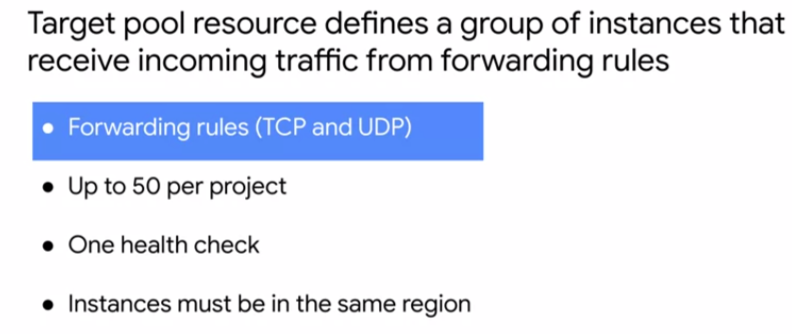 Target pool resource defines a group of instances that
receive incoming traffic from forwarding rules
• Forwarding rules (TCP and UDP)
• Up to 50 per project
• One health check
• Instances must be in the same region